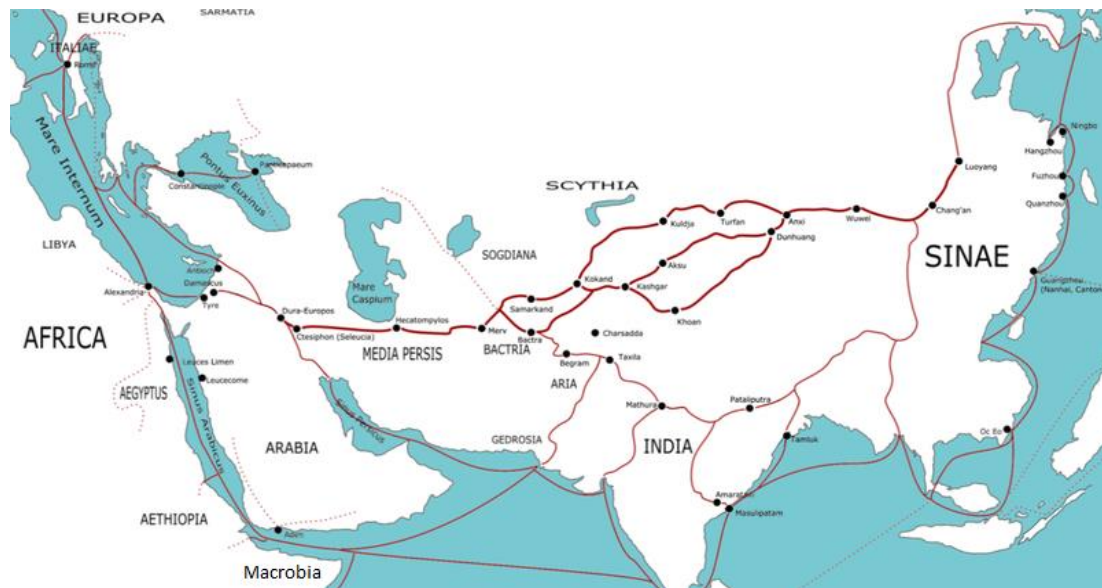 EUROPA
SARMATIA
ITALIAE
Rome
Mare Internum
Pontus Euxinus
Panticapaeum
Constantinople
LIBYA
Antioch
Damascus
Tyre
Alexandria
Dura-Europos
Ctesiphon (Seleucia)
Mare
Caspium
Hecatompylos
MEDIA PERSIS
Merv
SOGDIANA
SCYTHIA
Samarkand
Kokand
Bactra
BACTRIA
Kuldja
Turfan
Anxi
Dunhuang
Wuwei
Chang'an
Luoyang
Aksu
Kashgar
Khoan
Charsadda
Begram
Taxila
ARIA
Mathura
Pataliputra
GEDROSIA
INDIA
Tamluk
Masulipatam
SINAE
Ningbo
Hangzhou
Fuzhou
Quanzhou
Guangzhou
(Nanhai, Canton)
Oc Eo
AFRICA
AEGYPTUS
Leuces Limen
Leucecome
Sinus Arabicus
Sinus Persicus
ARABIA
AETHIOPIA
Aden
Macrobia